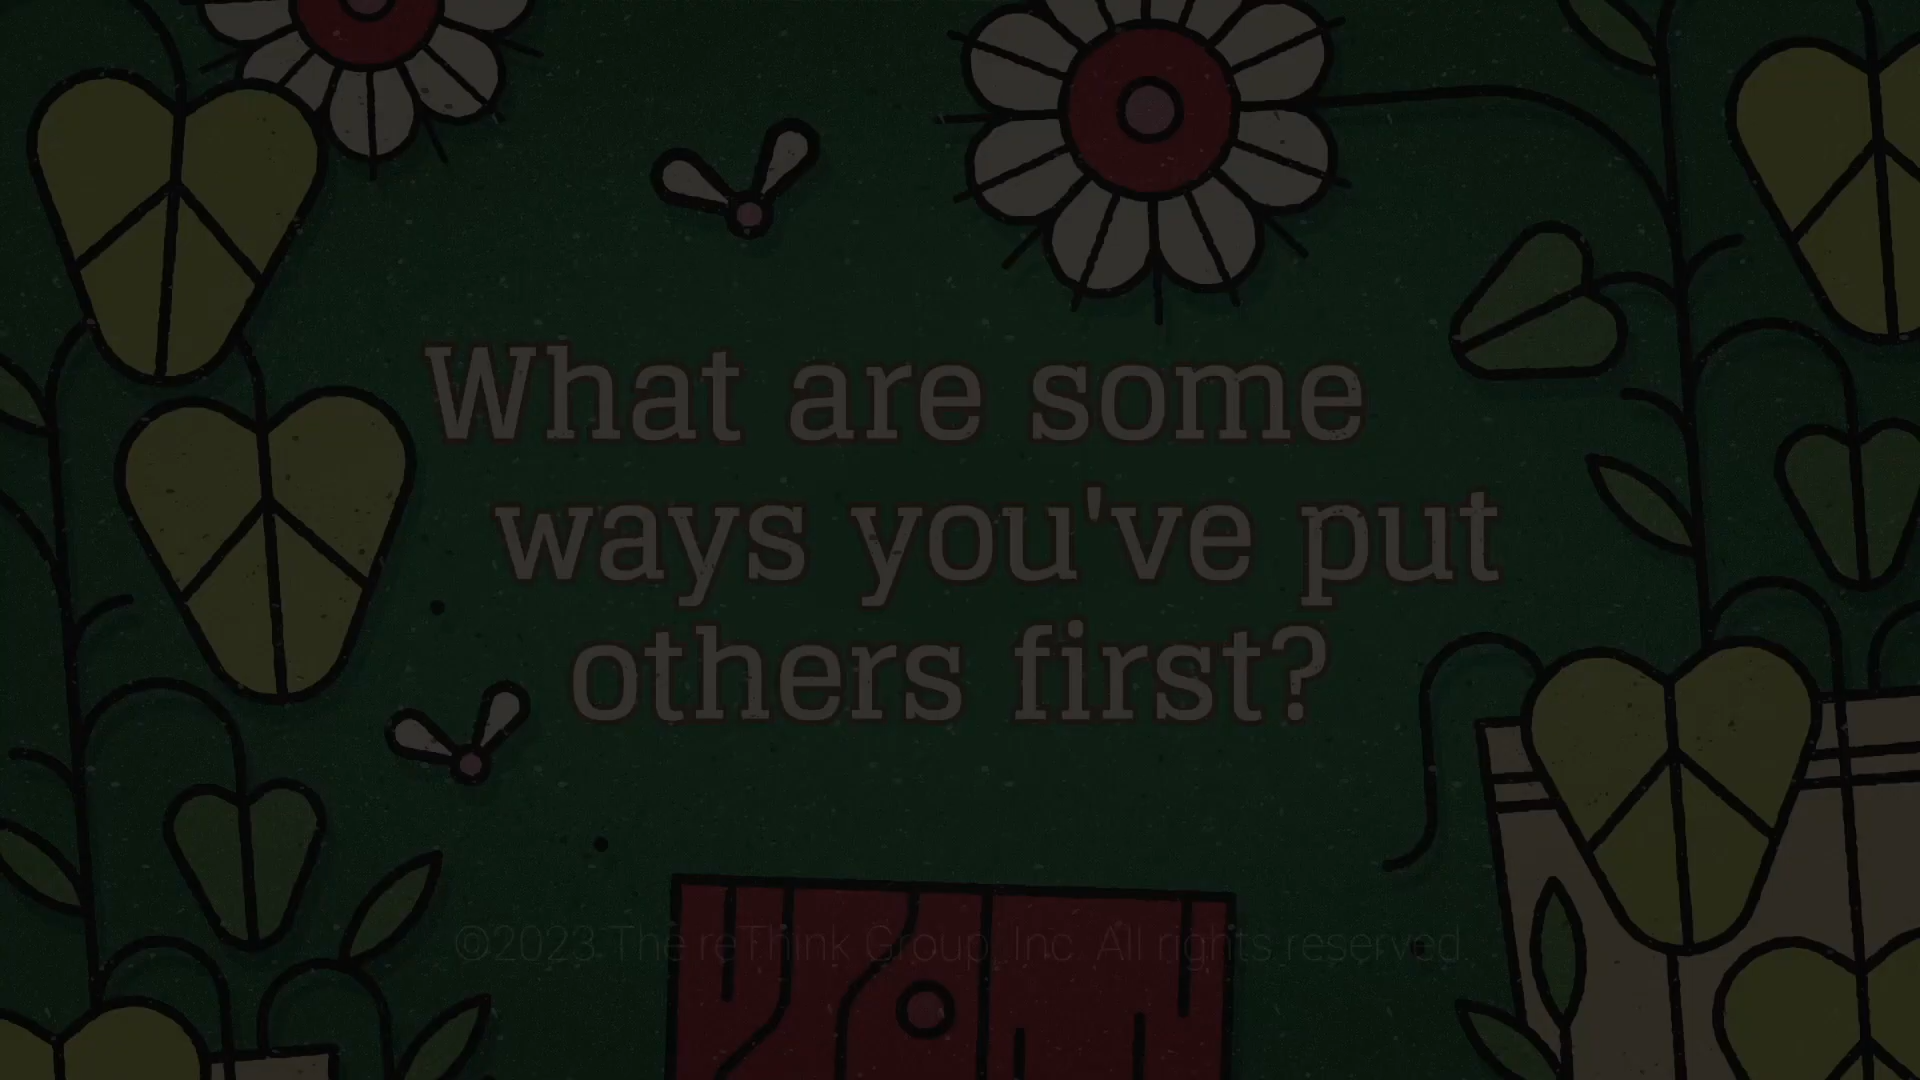 What are some
ways you've put
others first?
©2023 The reThink Group, Inc. All rights reserved.